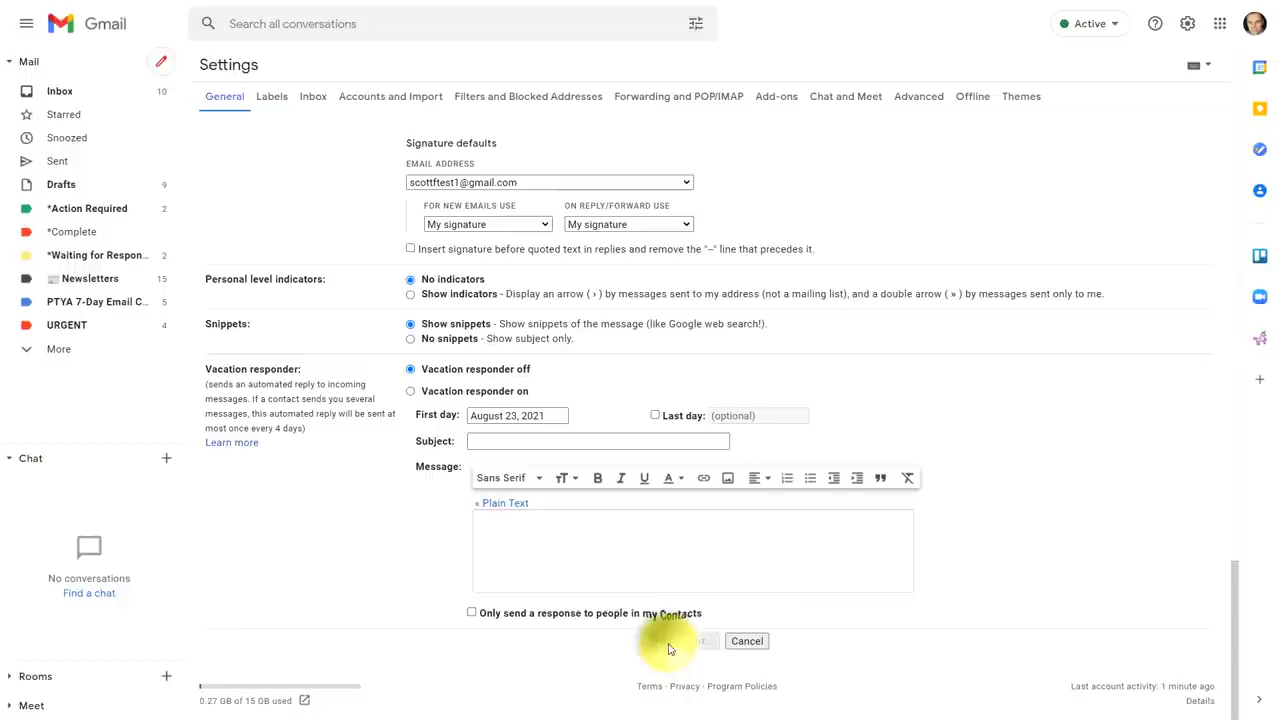 Gmail
Search all conversations
Active
Mail
Inbox 10
Starred
Snoozed
Sent
Drafts 9
*Action Required 2
*Complete
*Waiting for Respon... 2
Newsletters 15
PTYA 7-Day Email C... 5
URGENT 4
More
Chat
No conversations
Find a chat
Rooms
Meet
Settings
General Labels Inbox Accounts and Import Filters and Blocked Addresses Forwarding and POP/IMAP Add-ons Chat and Meet Advanced Offline Themes
Signature defaults
EMAIL ADDRESS
scottftest1@gmail.com
FOR NEW EMAILS USE ON REPLY/FORWARD USE
My signature My signature
Insert signature before quoted text in replies and remove the "--" line that precedes it.
Personal level indicators: No indicators
Show indicators - Display an arrow ( › ) by messages sent to my address (not a mailing list), and a double arrow ( » ) by messages sent only to me.
Snippets: Show snippets - Show snippets of the message (like Google web search!).
No snippets - Show subject only.
Vacation responder: Vacation responder off
(sends an automated reply to incoming
messages. If a contact sends you several
messages, this automated reply will be sent at
most once every 4 days)
Learn more
Vacation responder on
First day: August 23, 2021 Last day: (optional)
Subject:
Message: Sans Serif
« Plain Text
Only send a response to people in my Contacts
Cancel
0.27 GB of 15 GB used
Terms · Privacy · Program Policies
Last account activity: 1 minute ago
Details